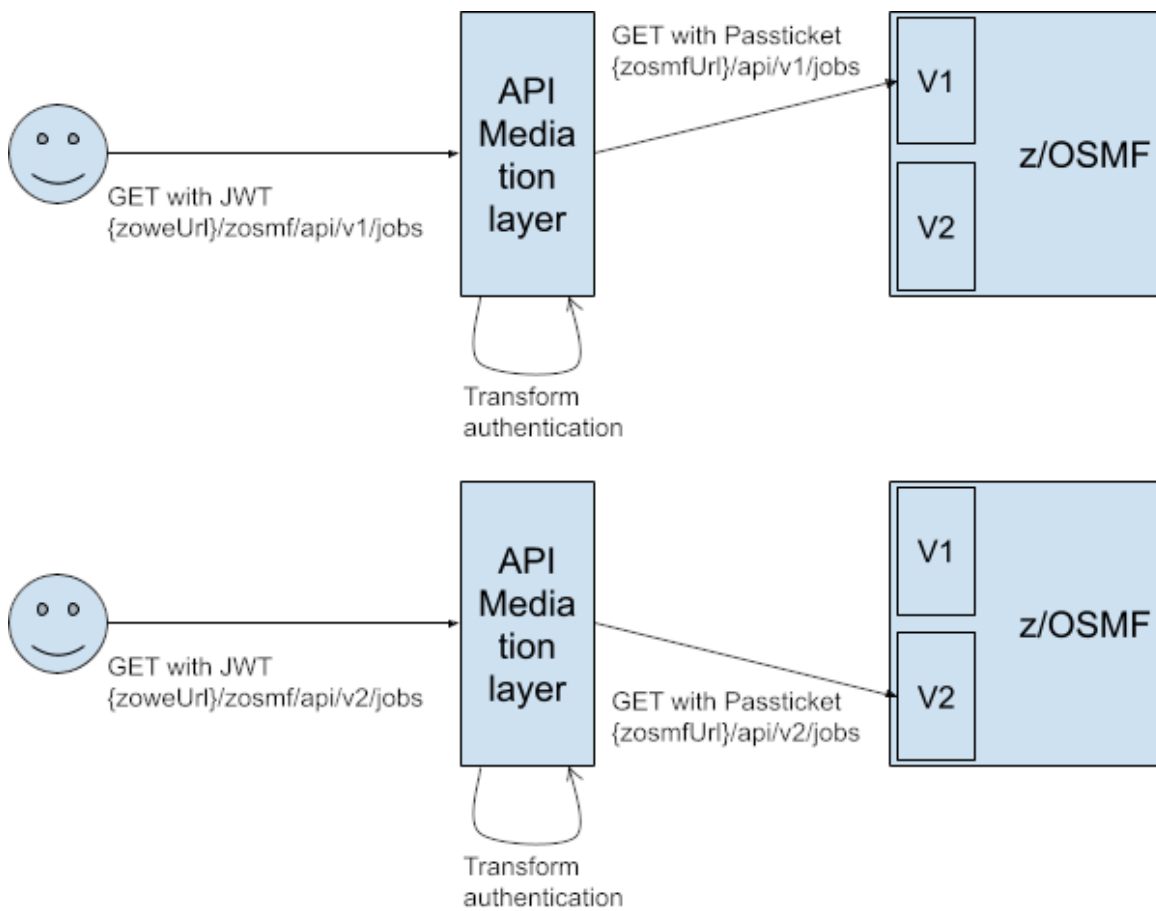 GET with Passticket
{zosmfUrl}/api/v1/jobs
API
Media
tion
layer
V1
V2
z/OSMF
GET with JWT
{zoweUrl}/zosmf/api/v1/jobs
Transform
authentication
API
Media
tion
layer
V1
V2
z/OSMF
GET with JWT
{zoweUrl}/zosmf/api/v2/jobs
GET with Passticket
{zosmfUrl}/api/v2/jobs
Transform
authentication